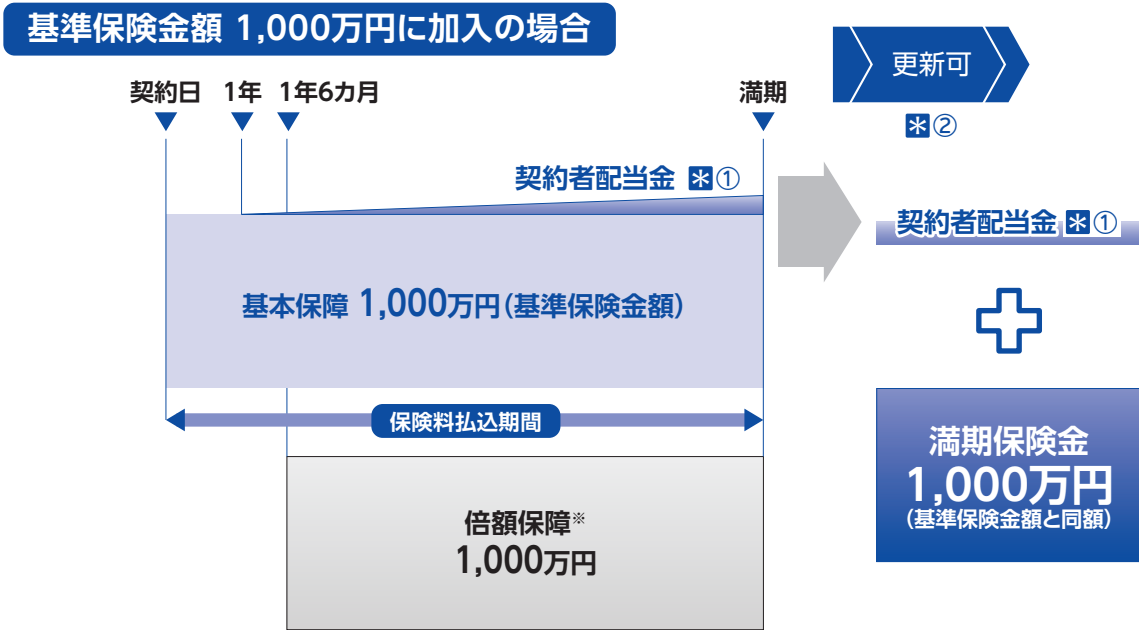 基準保険金額 1,000万円に加入の場合
契約日 1年 1年6カ月 満期
更新可
*②
契約者配当金 *①
契約者配当金 *①
基本保障 1,000万円(基準保険金額)
保険料払込期間
満期保険金
1,000万円
(基準保険金額と同額)
倍額保障※
1,000万円